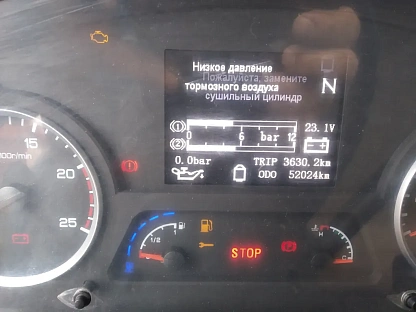 Низкое давление
Пожалуйста, замените
тормозного воздуха
сушильный цилиндр
N
(1) 23.1V
0 6 bar 12
(2)
0.0bar TRIP 3630.2km
ODO 52024km
15
r/min
20
25
1/2 1
STOP
H
C